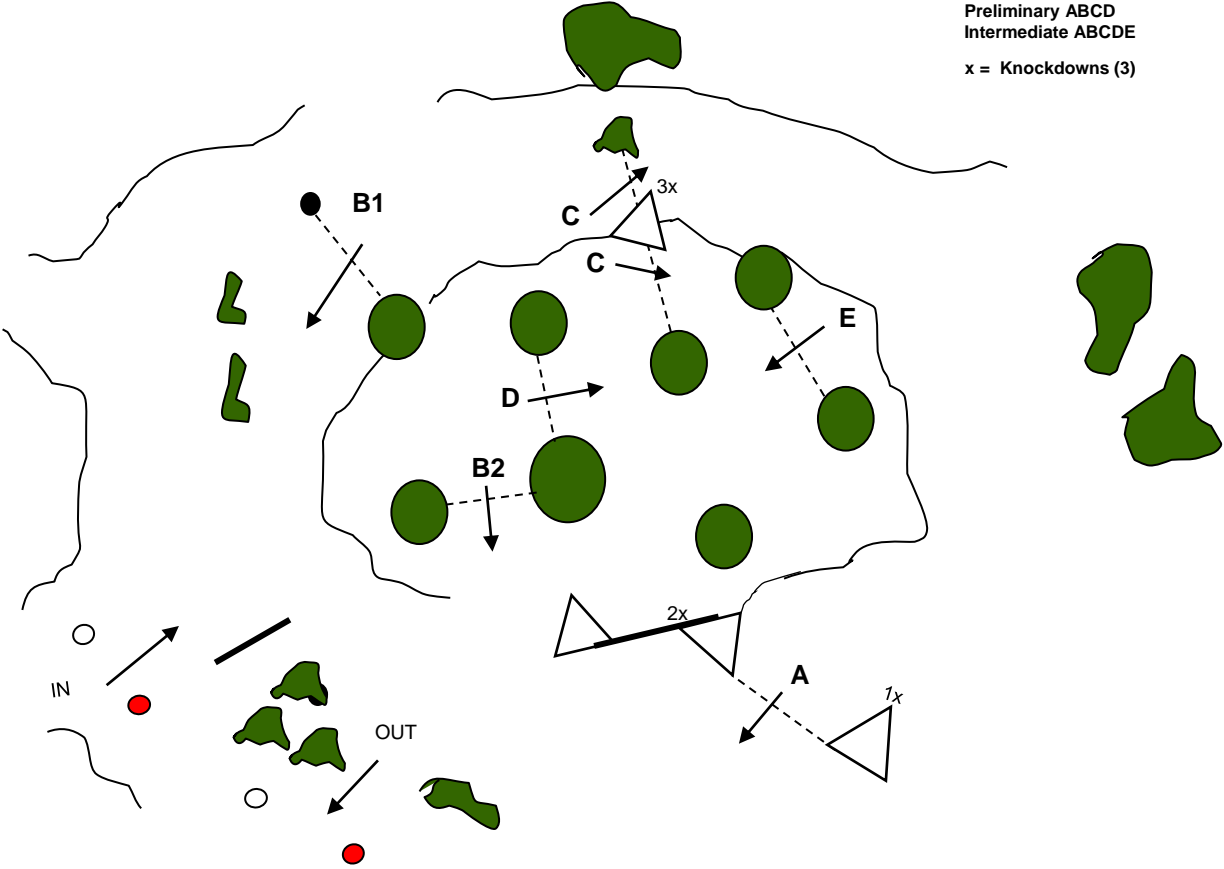 Preliminary ABCD
Intermediate ABCDE
x = Knockdowns (3)
3x
B1
C
C
E
D
B2
2x
A
1x
IN
OUT